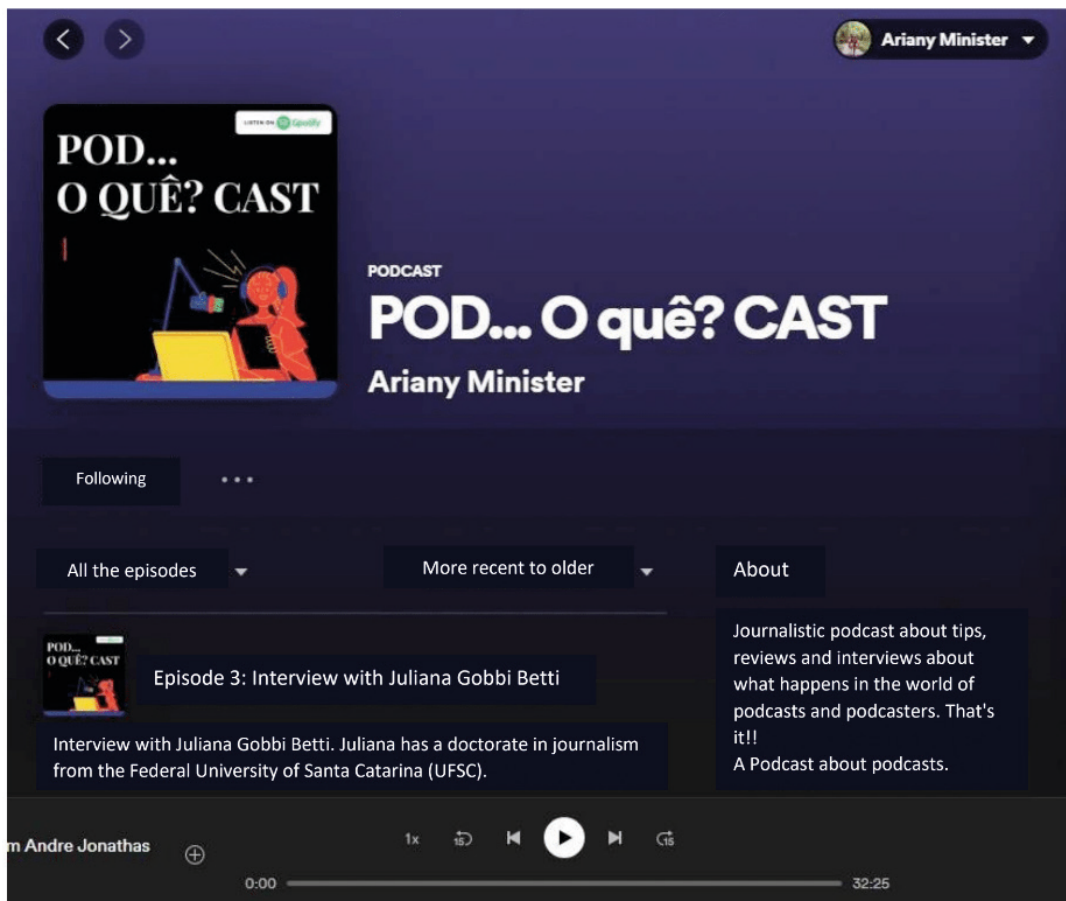 Ariany Minister
LISTEN ON Spotify
POD...
O QUÊ? CAST
PODCAST
POD... O quê? CAST
Ariany Minister
Following
All the episodes
More recent to older
About
POD...
O QUÊ? CAST
Episode 3: Interview with Juliana Gobbi Betti
Interview with Juliana Gobbi Betti. Juliana has a doctorate in journalism
from the Federal University of Santa Catarina (UFSC).
Journalistic podcast about tips,
reviews and interviews about
what happens in the world of
podcasts and podcasters. That's
it!!
A Podcast about podcasts.
m Andre Jonathas
1x
15
15
0:00
32:25